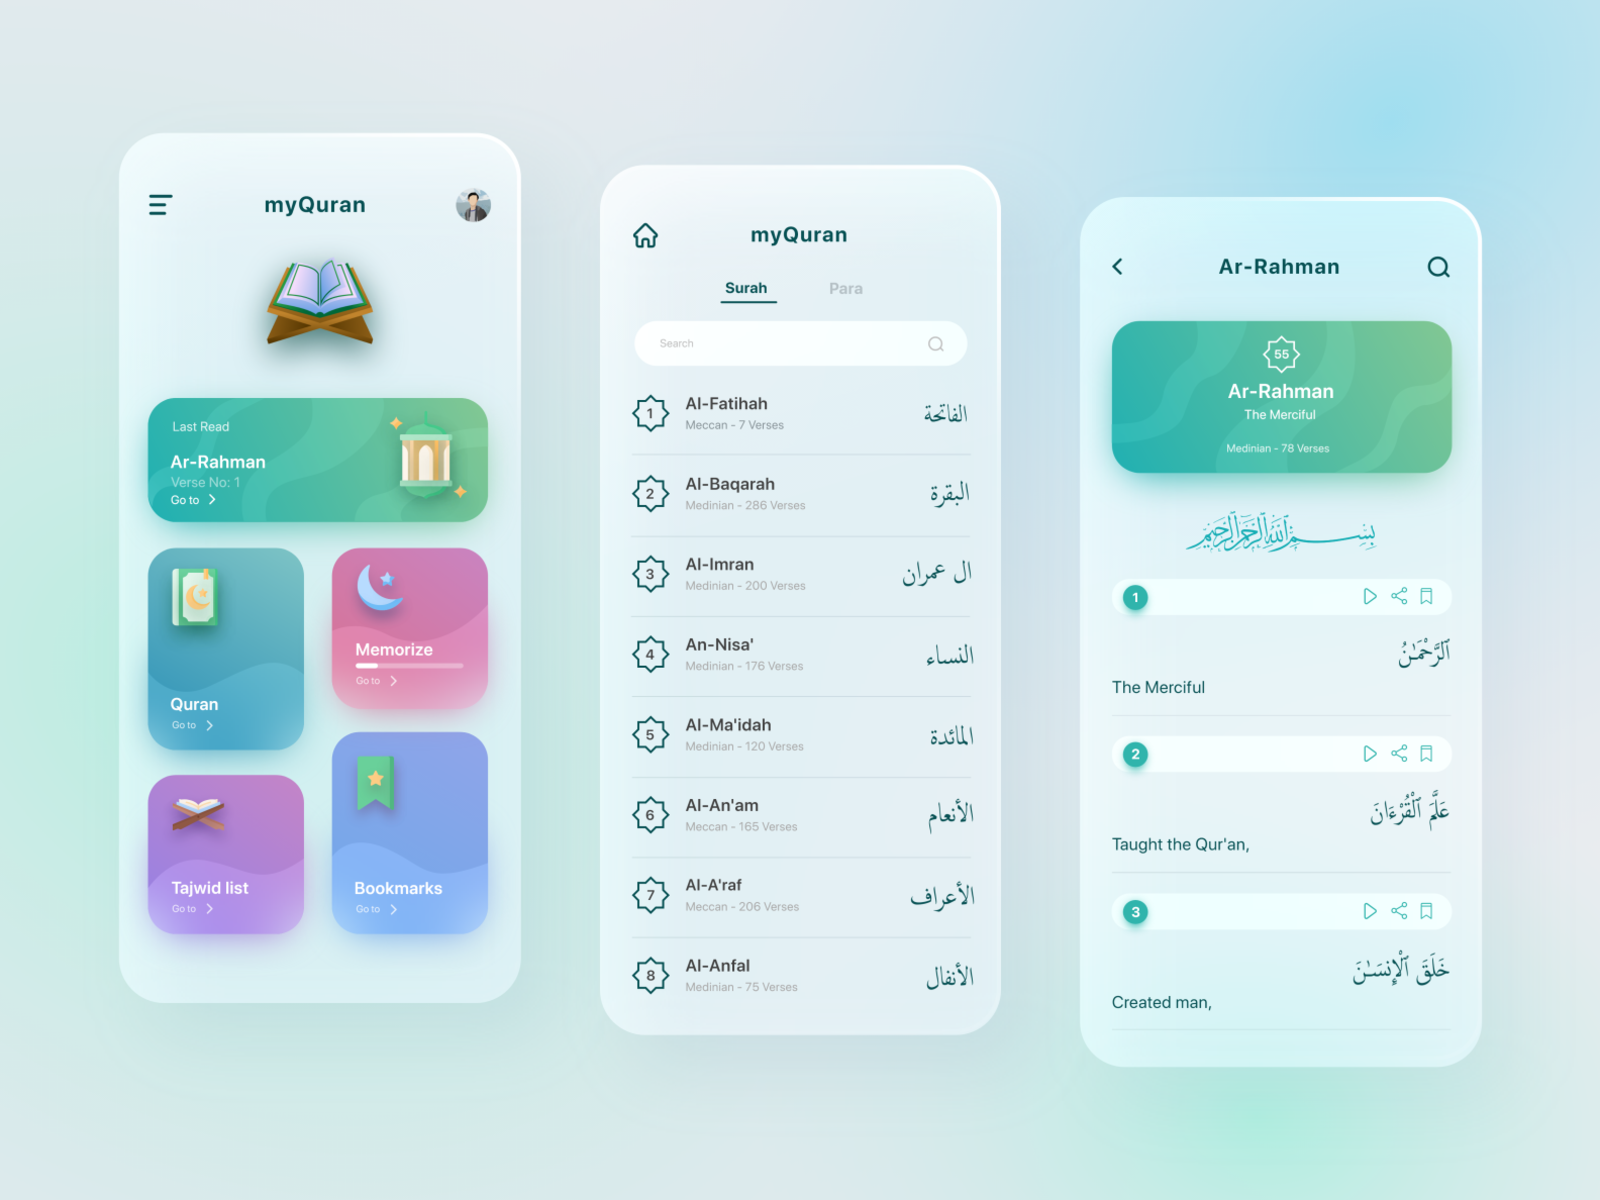 myQuran
Last Read
Ar-Rahman
Verse No: 1
Go to
Quran
Go to
Memorize
Go to
Tajwid list
Go to
Bookmarks
Go to
myQuran
Surah Para
Search
1 Al-Fatihah الفاتحة
Meccan - 7 Verses
2 Al-Baqarah البقرة
Medinian - 286 Verses
3 Al-Imran ال عمران
Medinian - 200 Verses
4 An-Nisa' النساء
Medinian - 176 Verses
5 Al-Ma'idah المائدة
Medinian - 120 Verses
6 Al-An'am الأنعام
Meccan - 165 Verses
7 Al-A'raf الأعراف
Meccan - 206 Verses
8 Al-Anfal الأنفال
Medinian - 75 Verses
Ar-Rahman
55
Ar-Rahman
The Merciful
Medinian - 78 Verses
بسم الله الرحمن الرحيم
1
ٱلرَّحْمَـٰنُ
The Merciful
2
عَلَّمَ ٱلْقُرْءَانَ
Taught the Qur'an,
3
خَلَقَ ٱلْإِنسَـٰنَ
Created man,